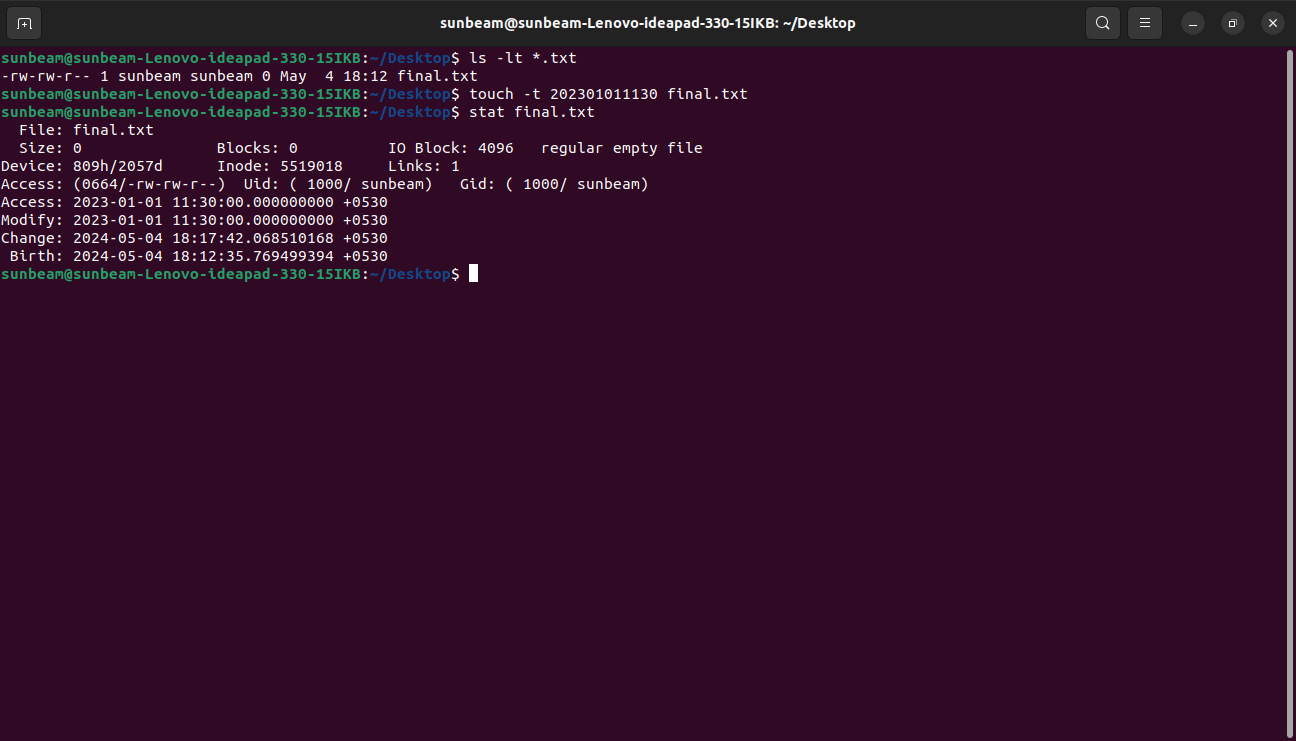 sunbeam@sunbeam-Lenovo-ideapad-330-15IKB: ~/Desktop
sunbeam@sunbeam-Lenovo-ideapad-330-15IKB:~/Desktop$ ls -lt *.txt
-rw-rw-r-- 1 sunbeam sunbeam 0 May  4 18:12 final.txt
sunbeam@sunbeam-Lenovo-ideapad-330-15IKB:~/Desktop$ touch -t 202301011130 final.txt
sunbeam@sunbeam-Lenovo-ideapad-330-15IKB:~/Desktop$ stat final.txt
  File: final.txt
  Size: 0               Blocks: 0          IO Block: 4096   regular empty file
Device: 809h/2057d      Inode: 5519018     Links: 1
Access: (0664/-rw-rw-r--)  Uid: ( 1000/ sunbeam)   Gid: ( 1000/ sunbeam)
Access: 2023-01-01 11:30:00.000000000 +0530
Modify: 2023-01-01 11:30:00.000000000 +0530
Change: 2024-05-04 18:17:42.068510168 +0530
 Birth: 2024-05-04 18:12:35.769499394 +0530
sunbeam@sunbeam-Lenovo-ideapad-330-15IKB:~/Desktop$